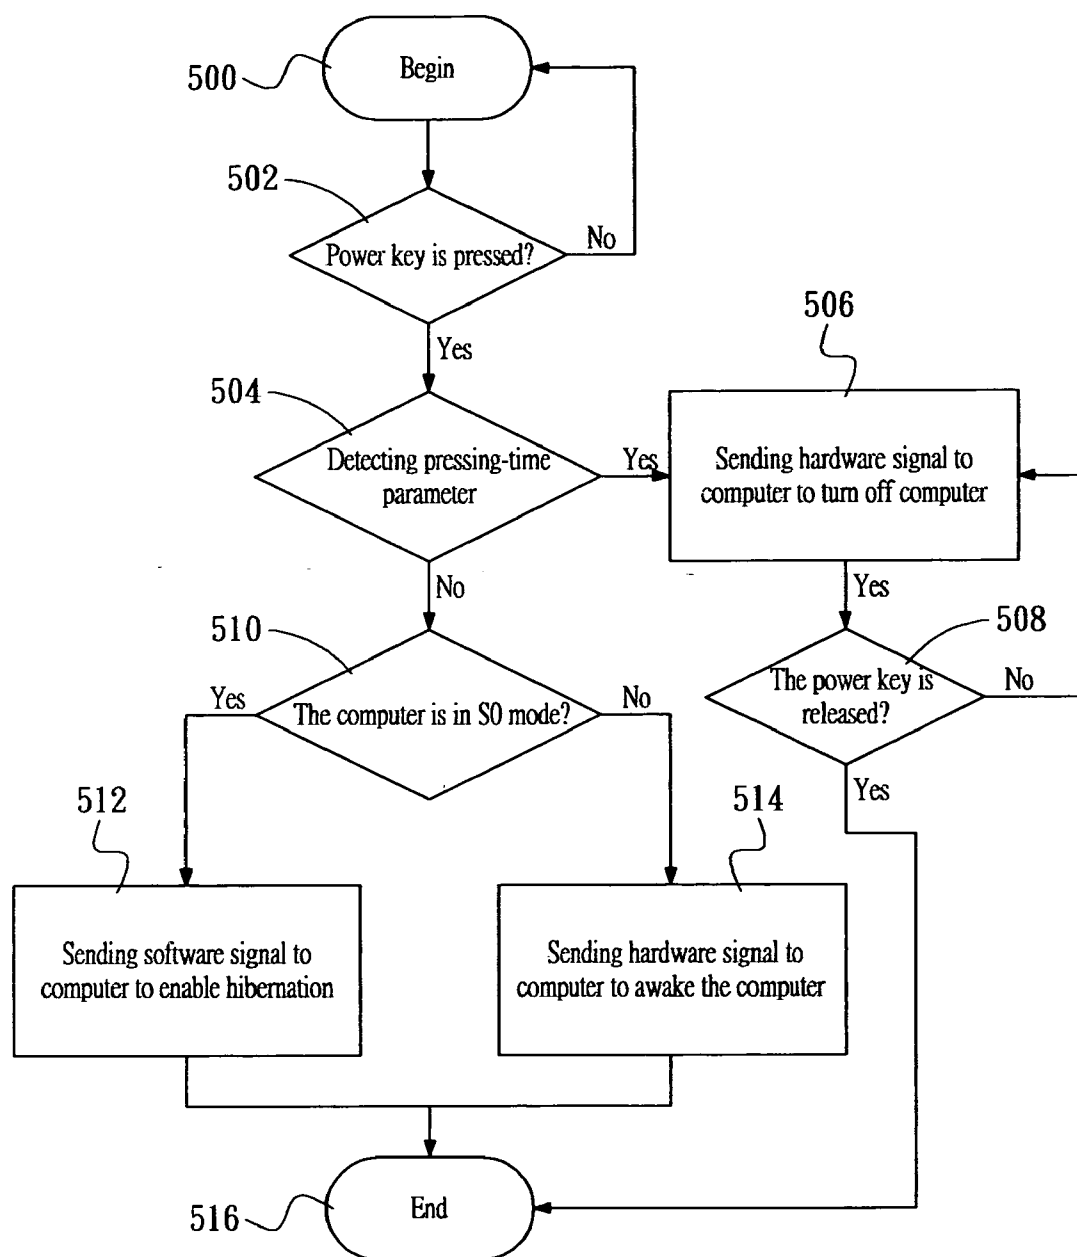 500
Begin
502
Power key is pressed?
No
Yes
504
Detecting pressing-time
parameter
Yes
506
Sending hardware signal to
computer to turn off computer
No
Yes
510
The computer is in S0 mode?
Yes
No
508
The power key is
released?
No
Yes
512
Sending software signal to
computer to enable hibernation
514
Sending hardware signal to
computer to awake the computer
516
End